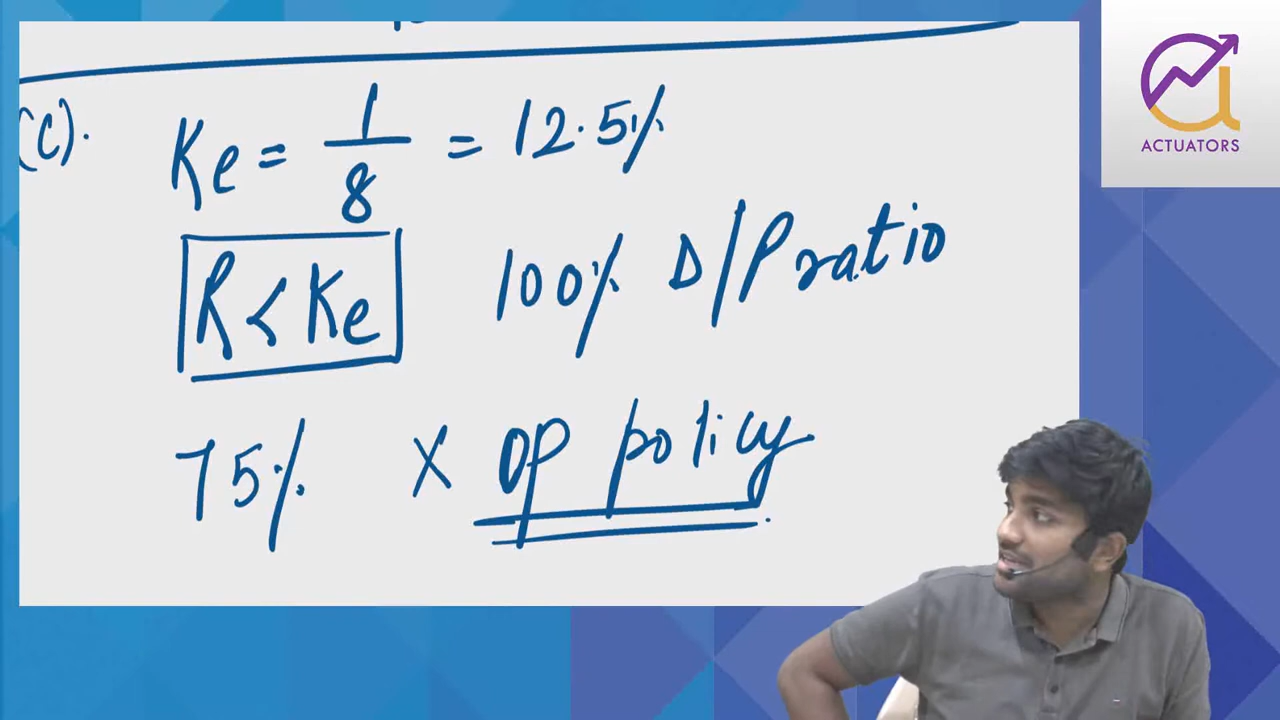 (C). Ke = 1/8 = 12.5%
R < Ke 100% D/P ratio
75% X OP policy
ACTUATORS